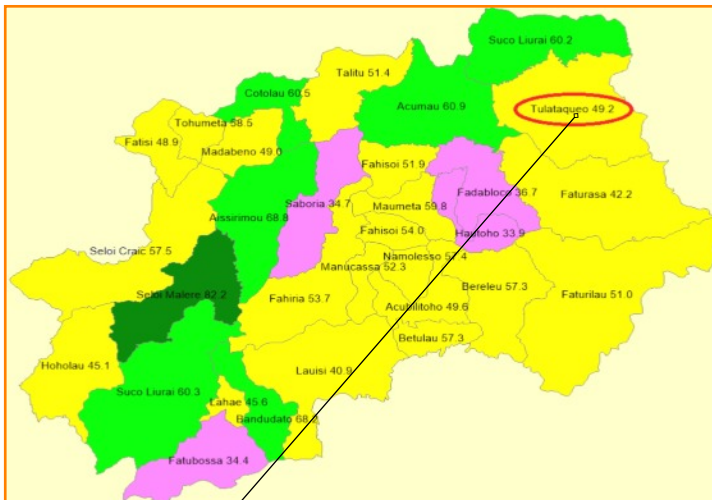 Suco Liurai 60.2
Talitu 51.4
Cotolau 60.5
Acumau 60.9
Tulataqueo 49.2
Tohumeta 58.5
Fatisi 48.9
Madabeno 49.0
Fahisoi 51.9
Fadabloco 36.7
Faturasa 42.2
Saboria 34.7
Maumeta 59.8
Aissirimou 68.8
Fahisoi 54.0
Hautoho 33.9
Seloi Craic 57.5
Namolesso 57.4
Manucassa 52.3
Seloi Malere 82.2
Bereleu 57.3
Fahiria 53.7
Faturilau 51.0
Acubilitoho 49.6
Betulau 57.3
Hoholau 45.1
Lauisi 40.9
Suco Liurai 60.3
Lahae 45.6
Bandudato
Fatubossa 34.4